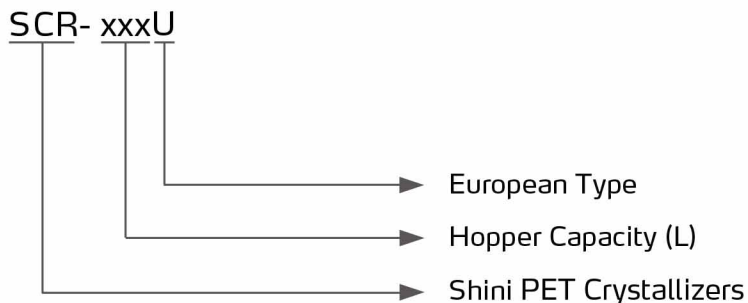 SCR- xxxU
European Type
Hopper Capacity (L)
Shini PET Crystallizers